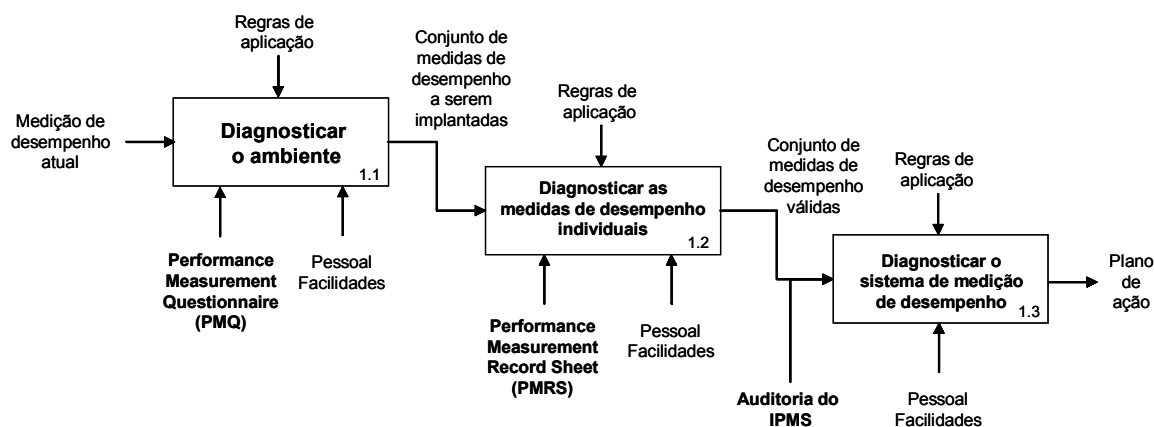 Regras de
aplicação
Medição de
desempenho
atual
Diagnosticar
o ambiente
1.1
Performance
Measurement
Questionnaire
(PMQ)
Pessoal
Facilidades
Conjunto de
medidas de
desempenho
a serem
implantadas
Regras de
aplicação
Diagnosticar as
medidas de desempenho
individuais
1.2
Performance
Measurement
Record Sheet
(PMRS)
Pessoal
Facilidades
Conjunto de
medidas de
desempenho
válidas
Regras de
aplicação
Diagnosticar o
sistema de medição
de desempenho
1.3
Auditoria do
IPMS
Pessoal
Facilidades
Plano
de
ação